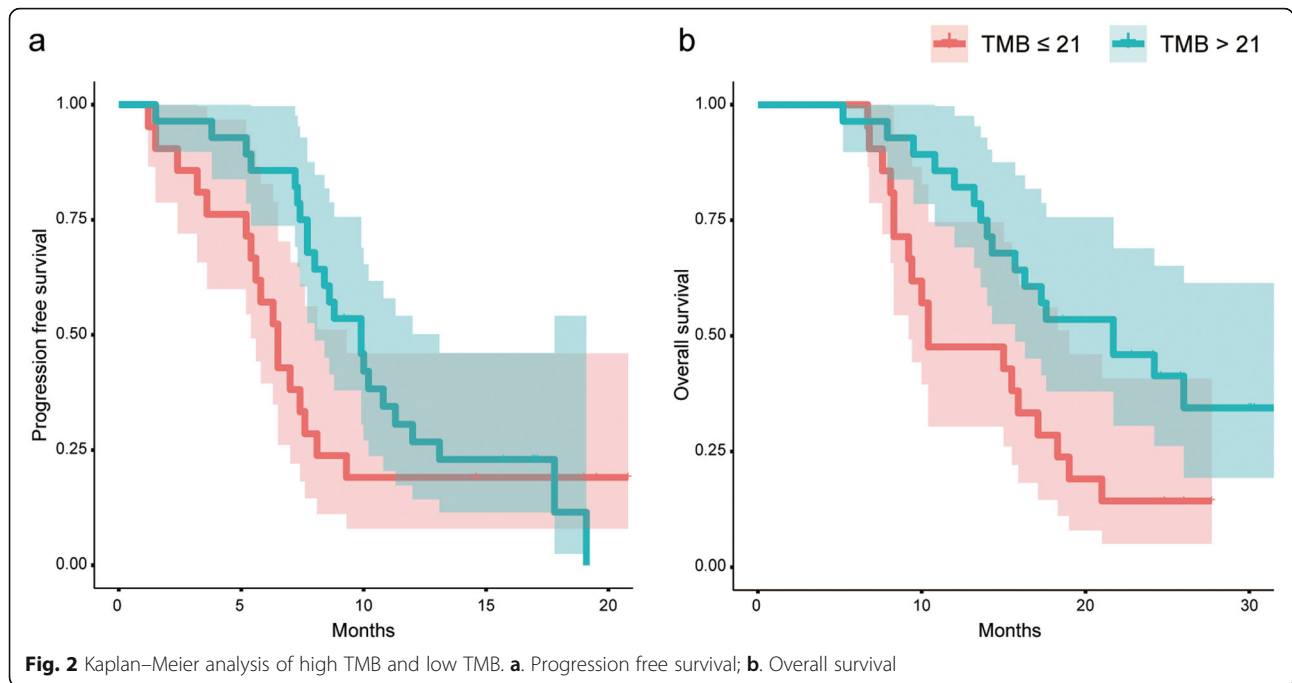 a
b
TMB ≤ 21
TMB > 21
1.00
0.75
0.50
0.25
0.00
Progression free survival
0
5
10
15
20
Months
1.00
0.75
0.50
0.25
0.00
Overall survival
0
10
20
30
Months
Fig. 2 Kaplan–Meier analysis of high TMB and low TMB. a. Progression free survival; b. Overall survival